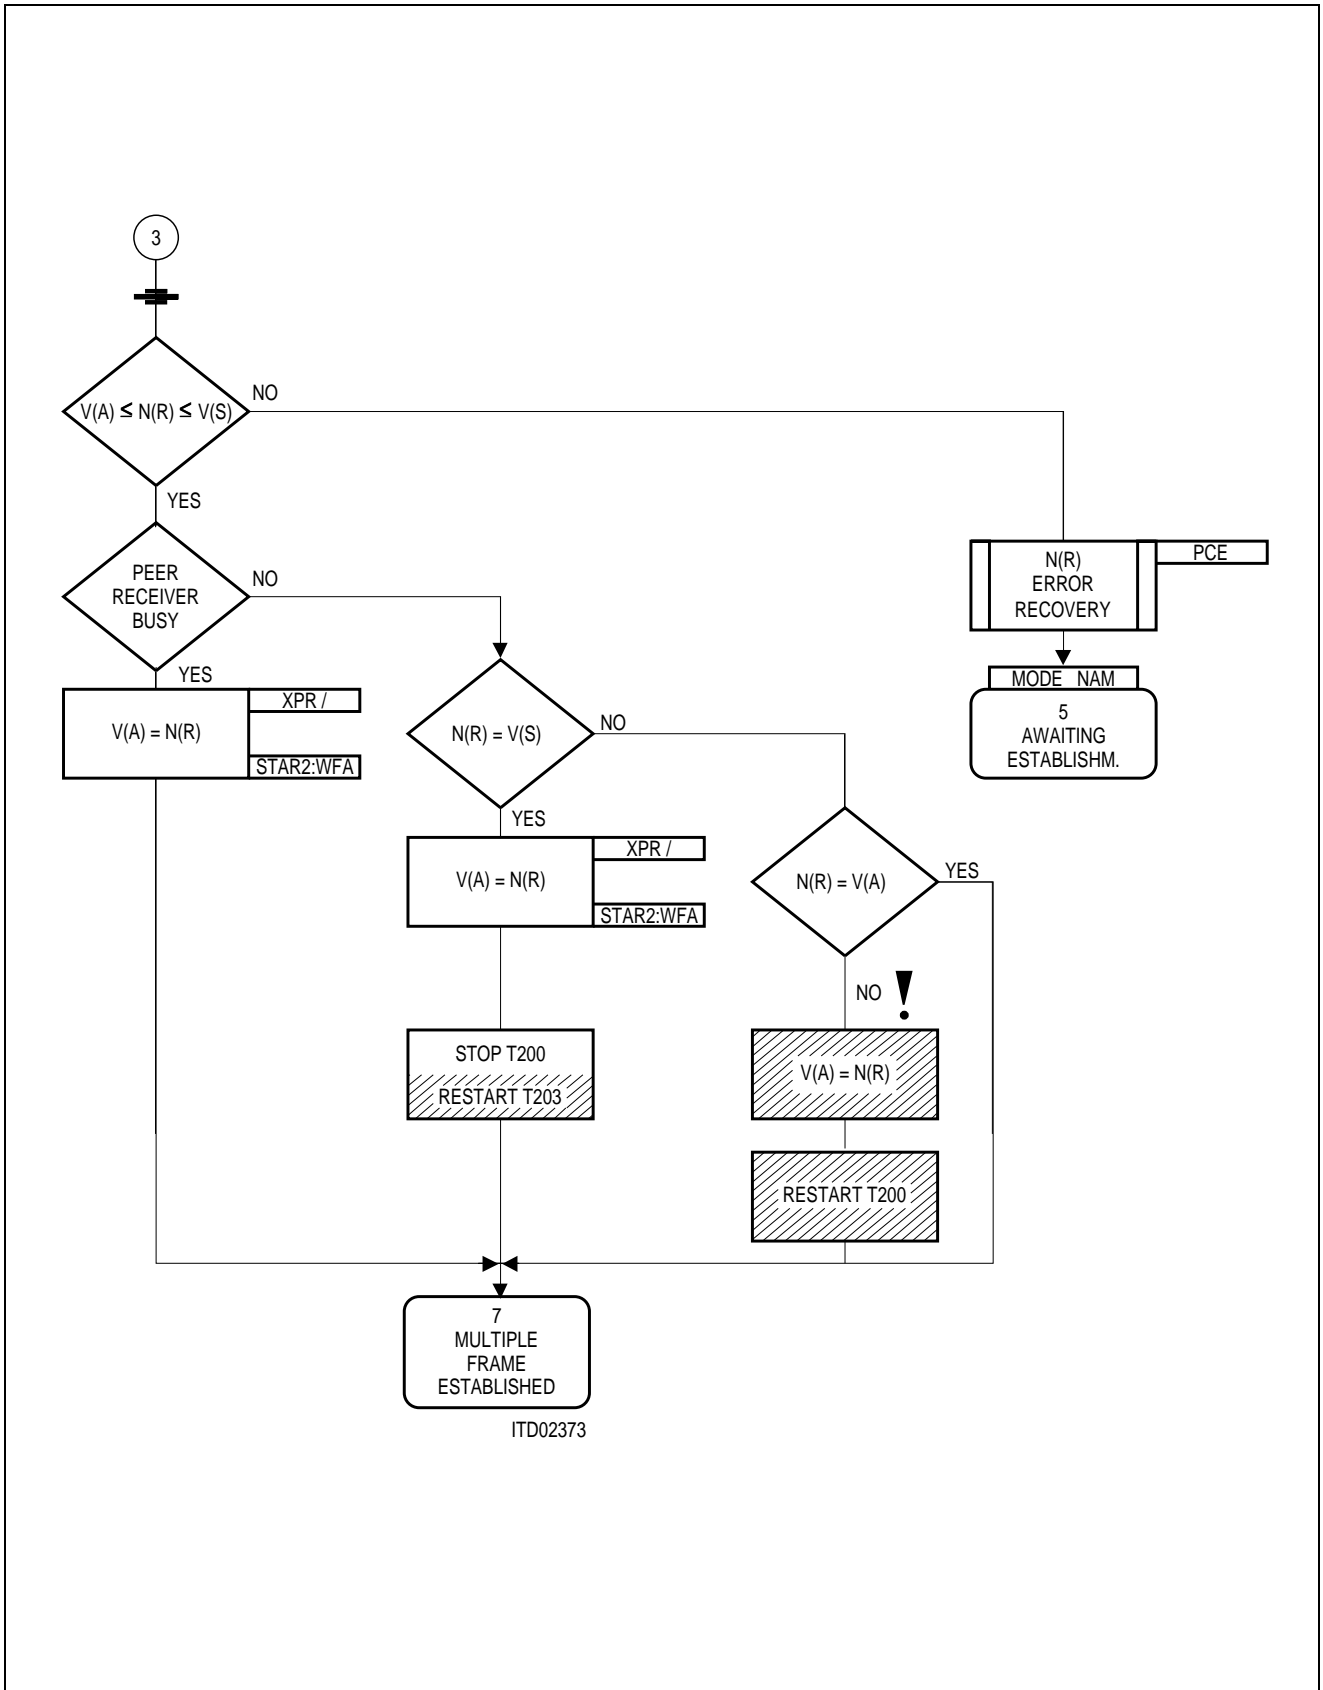 3
V(A) ≤ N(R) ≤ V(S)
NO
YES
PEER
RECEIVER
BUSY
NO
YES
V(A) = N(R)
XPR /
STAR2:WFA
N(R) = V(S)
NO
YES
V(A) = N(R)
XPR /
STAR2:WFA
STOP T200
RESTART T203
N(R) = V(A)
YES
NO
!
V(A) = N(R)
RESTART T200
N(R)
ERROR
RECOVERY
PCE
MODE NAM
5
AWAITING
ESTABLISHM.
7
MULTIPLE
FRAME
ESTABLISHED
ITD02373